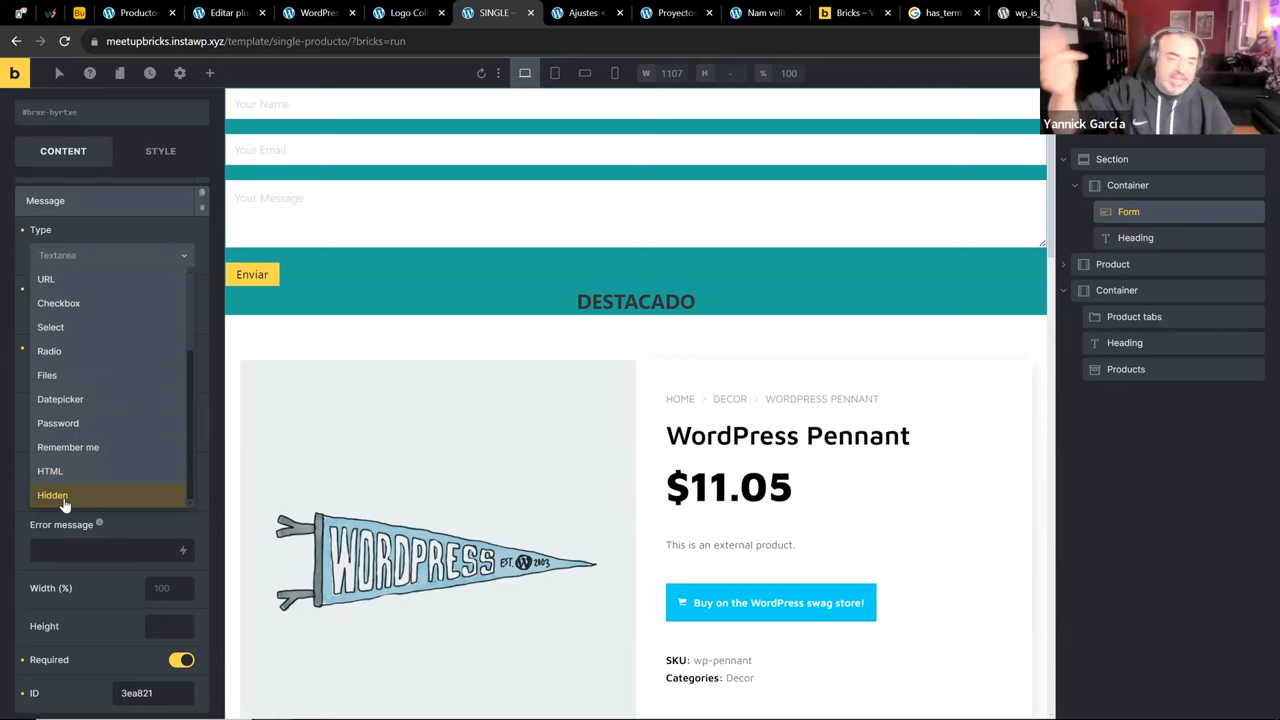 Producto
Editar plu
WordPres
Logo Coll
SINGLE –
Ajustes <
Proyectos
Nam velit
Bricks – V
has_term
wp_is_
meetupbricks.instawp.xyz/template/single-producto/?bricks=run
b
W 1107 H - % 100
Yannick García
#brxe-hyrtxe
CONTENT STYLE
Message
Type
Textarea
URL
Checkbox
Select
Radio
Files
Datepicker
Password
Remember me
HTML
Hidden
Error message
Width (%) 100
Height
Required
ID 3ea821
Your Name
Your Email
Your Message
Enviar
DESTACADO
WORDPRESS EST. W 2003
HOME > DECOR > WORDPRESS PENNANT
WordPress Pennant
$11.05
This is an external product.
Buy on the WordPress swag store!
SKU: wp-pennant
Categories: Decor
Section
Container
Form
Heading
Product
Container
Product tabs
Heading
Products